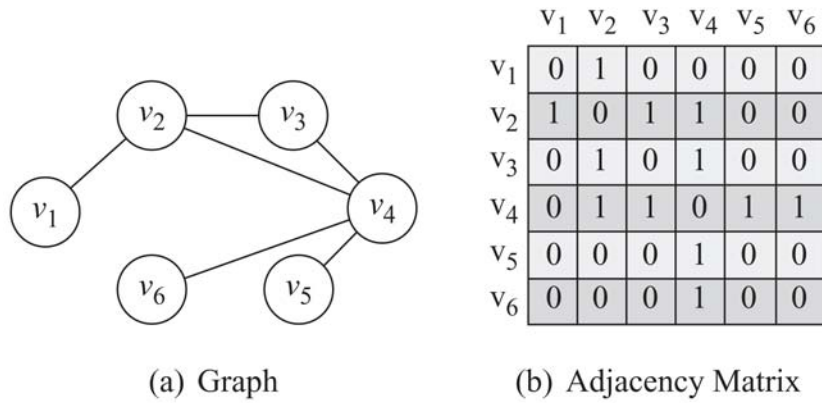 v2 v3
v1 v4
v6 v5
(a) Graph
v1 v2 v3 v4 v5 v6
v1 0 1 0 0 0 0
v2 1 0 1 1 0 0
v3 0 1 0 1 0 0
v4 0 1 1 0 1 1
v5 0 0 0 1 0 0
v6 0 0 0 1 0 0
(b) Adjacency Matrix